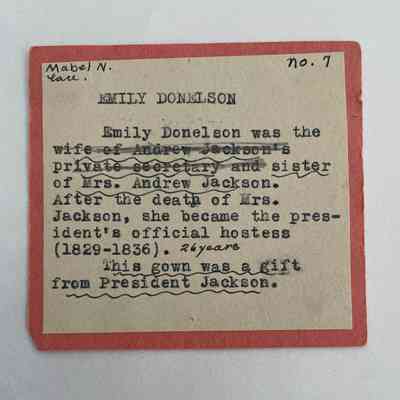 Mabel N.
no. 7
EMILY DONELSON
Emily Donelson was the
wife of Andrew Jackson's
private secretary and sister
of Mrs. Andrew Jackson.
After the death of Mrs.
Jackson, she became the pres-
ident's official hostess
(1829-1836). 26 years
This gown was a gift
from President Jackson.